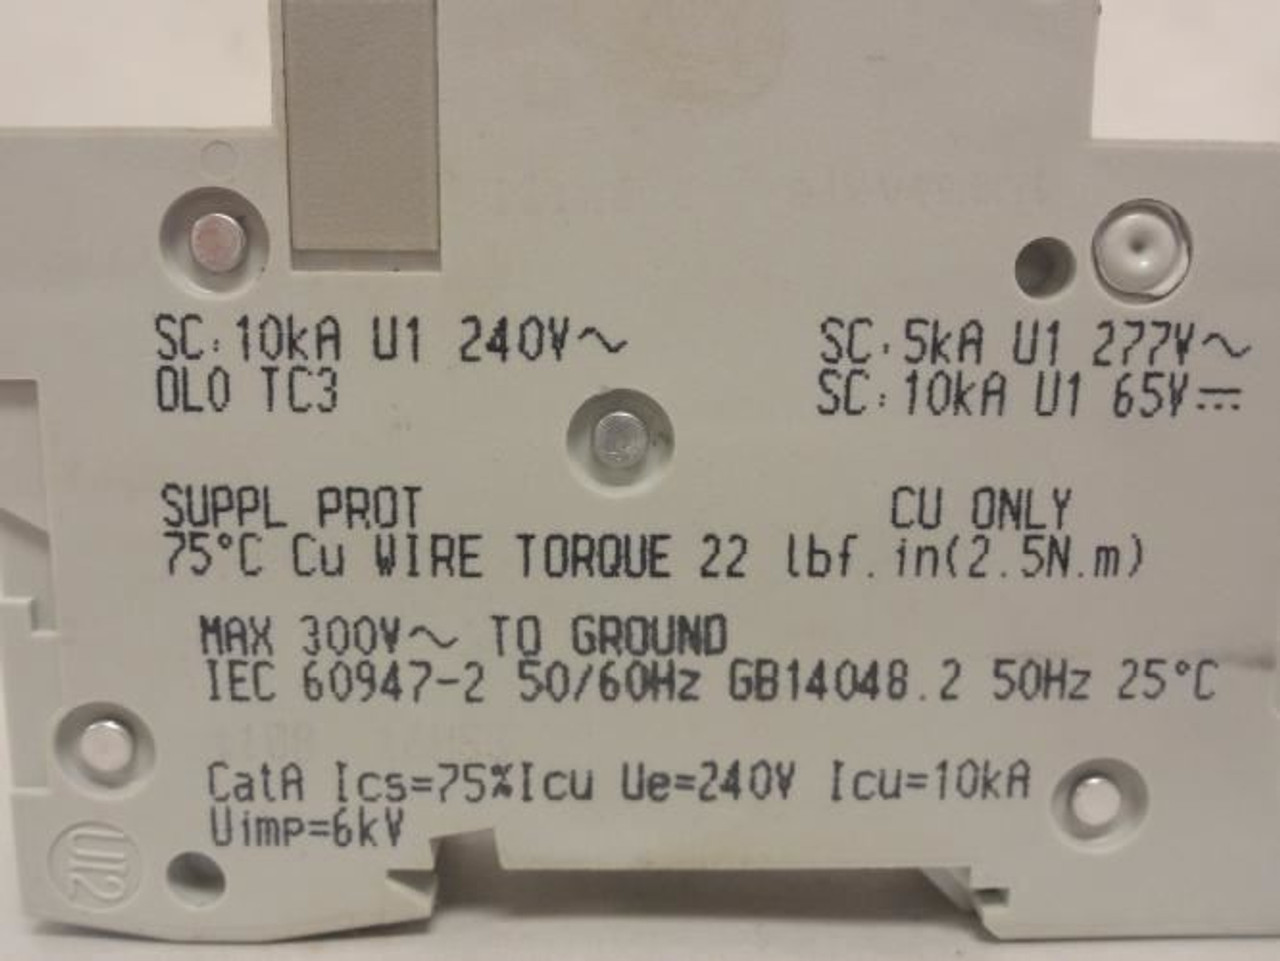 SC:10kA U1 240V~
OL0 TC3
SC:5kA U1 277V~
SC:10kA U1 65V⎓
SUPPL PROT
CU ONLY
75°C Cu WIRE TORQUE 22 lbf.in(2.5N.m)
MAX 300V~ TO GROUND
IEC 60947-2 50/60Hz GB14048.2 50Hz 25°C
CatA Ics=75%Icu Ue=240V Icu=10kA
Uimp=6kV
U12